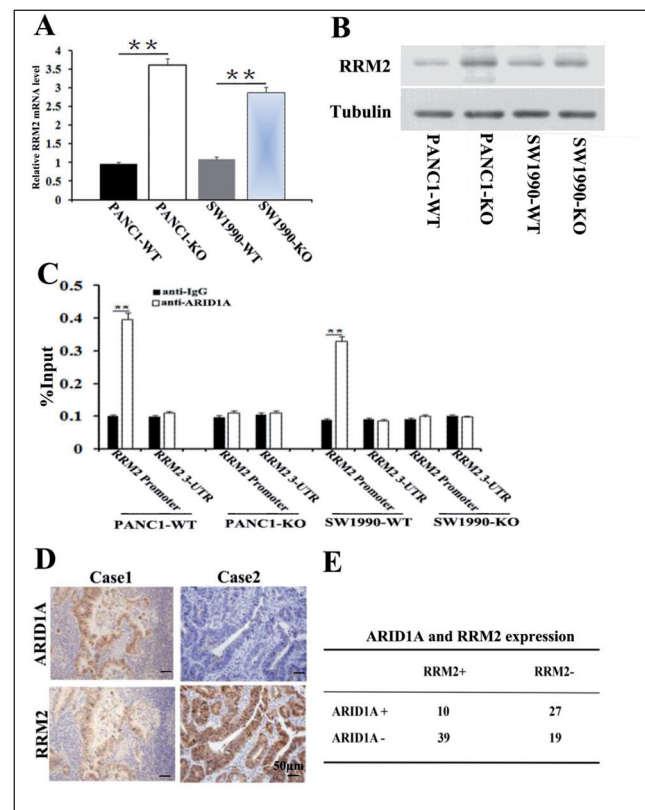 A
Relative RRM2 mRNA level
4
3.5
3
2.5
2
1.5
1
0.5
0
**
**
PANC1-WT
PANC1-KO
SW1990-WT
SW1990-KO
B
RRM2
Tubulin
PANC1-WT
PANC1-KO
SW1990-WT
SW1990-KO
C
anti-IgG
anti-ARID1A
%Input
0.5
0.4
0.3
0.2
0.1
0
**
**
RRM2 Promoter
RRM2 3-UTR
RRM2 Promoter
RRM2 3-UTR
RRM2 Promoter
RRM2 3-UTR
RRM2 Promoter
RRM2 3-UTR
PANC1-WT
PANC1-KO
SW1990-WT
SW1990-KO
D
Case1
Case2
ARID1A
RRM2
50μm
E
ARID1A and RRM2 expression
RRM2+ RRM2-
ARID1A + 10 27
ARID1A - 39 19